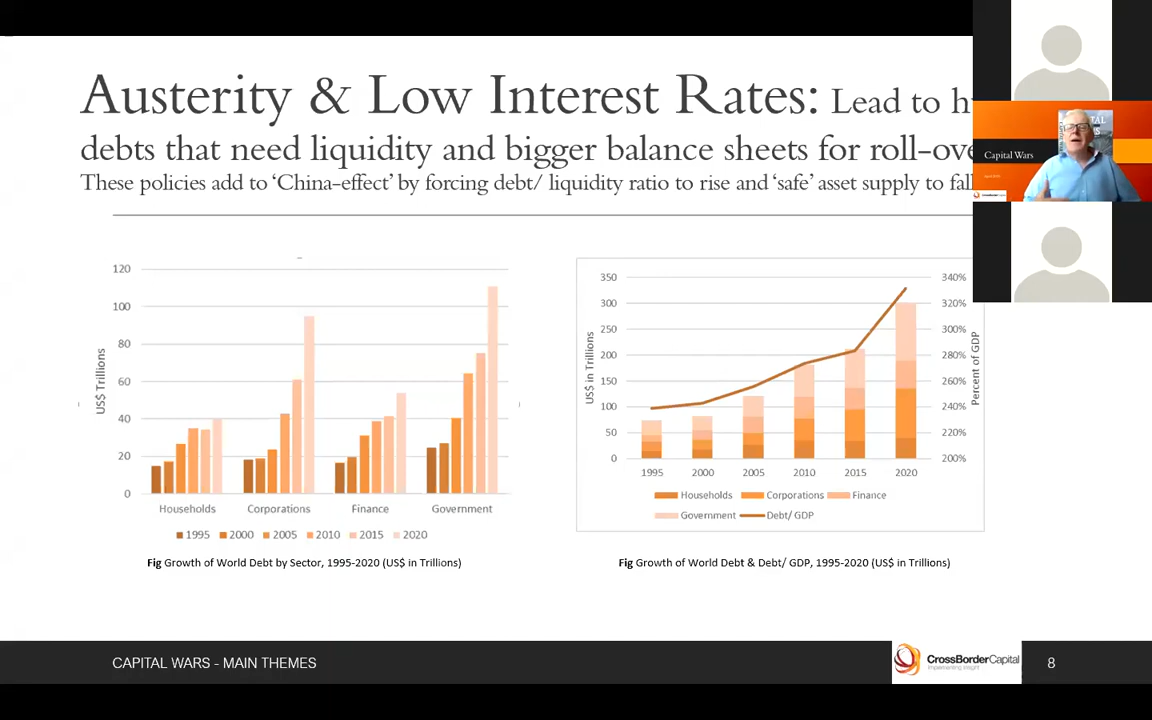 Austerity & Low Interest Rates: Lead to h
debts that need liquidity and bigger balance sheets for roll-ove
These policies add to 'China-effect' by forcing debt/ liquidity ratio to rise and 'safe' asset supply to fal
Capital Wars
120
100
80
60
40
20
0
US$ Trillions
Households Corporations Finance Government
1995 2000 2005 2010 2015 2020
Fig Growth of World Debt by Sector, 1995-2020 (US$ in Trillions)
350
300
250
200
150
100
50
0
US$ in Trillions
340%
320%
300%
280%
260%
240%
220%
200%
Percent of GDP
1995 2000 2005 2010 2015 2020
Households Corporations Finance
Government Debt/ GDP
Fig Growth of World Debt & Debt/ GDP, 1995-2020 (US$ in Trillions)
CAPITAL WARS - MAIN THEMES
CrossBorderCapital
Implementing Insight
8